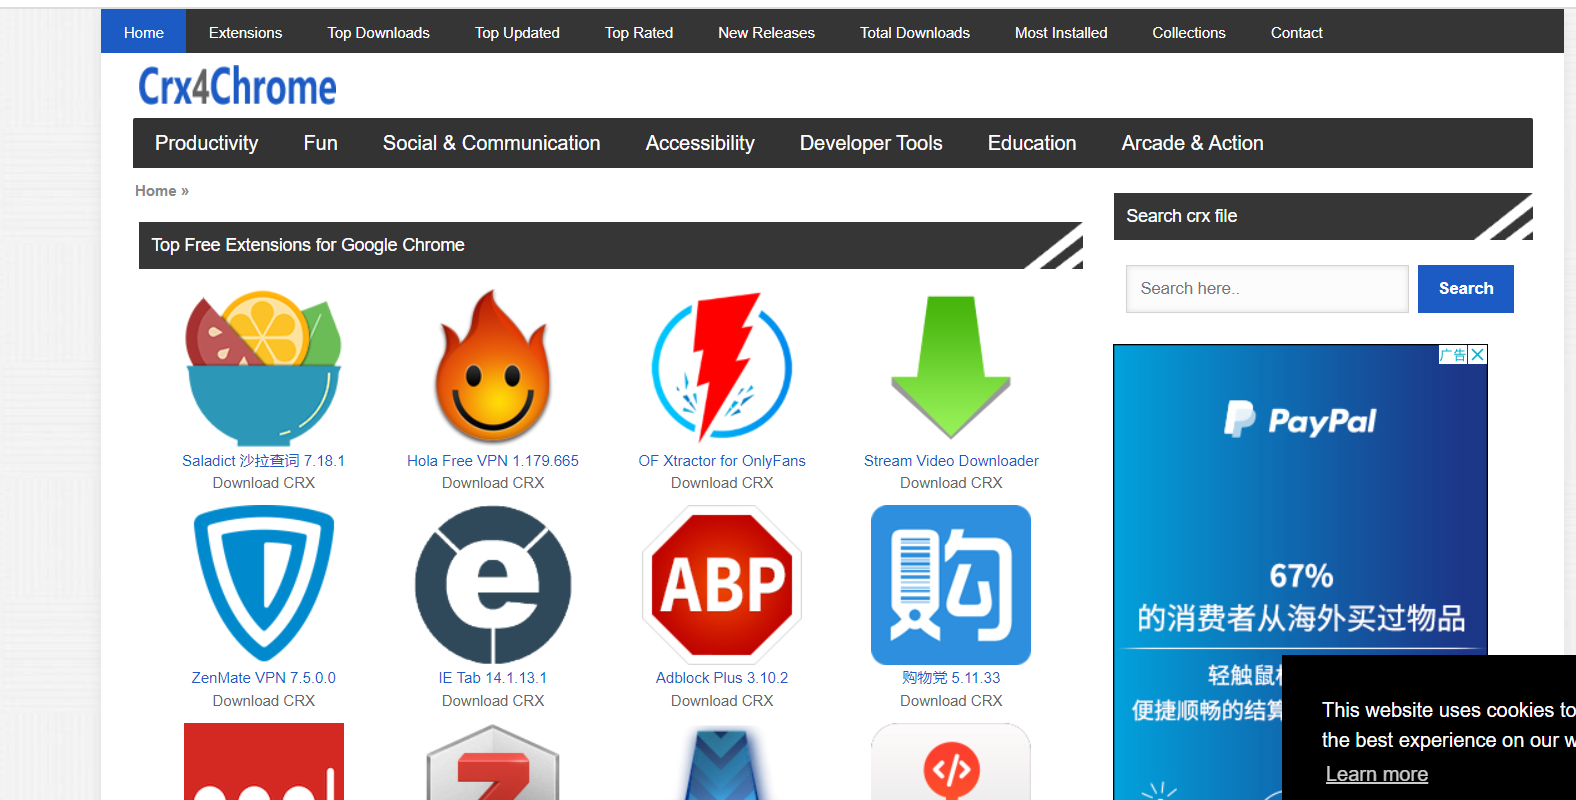 Home Extensions Top Downloads Top Updated Top Rated New Releases Total Downloads Most Installed Collections Contact
Crx4Chrome
Productivity Fun Social & Communication Accessibility Developer Tools Education Arcade & Action
Home »
Top Free Extensions for Google Chrome
Saladict 沙拉查词 7.18.1
Download CRX
Hola Free VPN 1.179.665
Download CRX
OF Xtractor for OnlyFans
Download CRX
Stream Video Downloader
Download CRX
ZenMate VPN 7.5.0.0
Download CRX
e
IE Tab 14.1.13.1
Download CRX
ABP
Adblock Plus 3.10.2
Download CRX
购
购物党 5.11.33
Download CRX
</>
Search crx file
Search here..
Search
广告
PayPal
67%
的消费者从海外买过物品
轻触鼠
便捷顺畅的结算
This website uses cookies to
the best experience on our w
Learn more